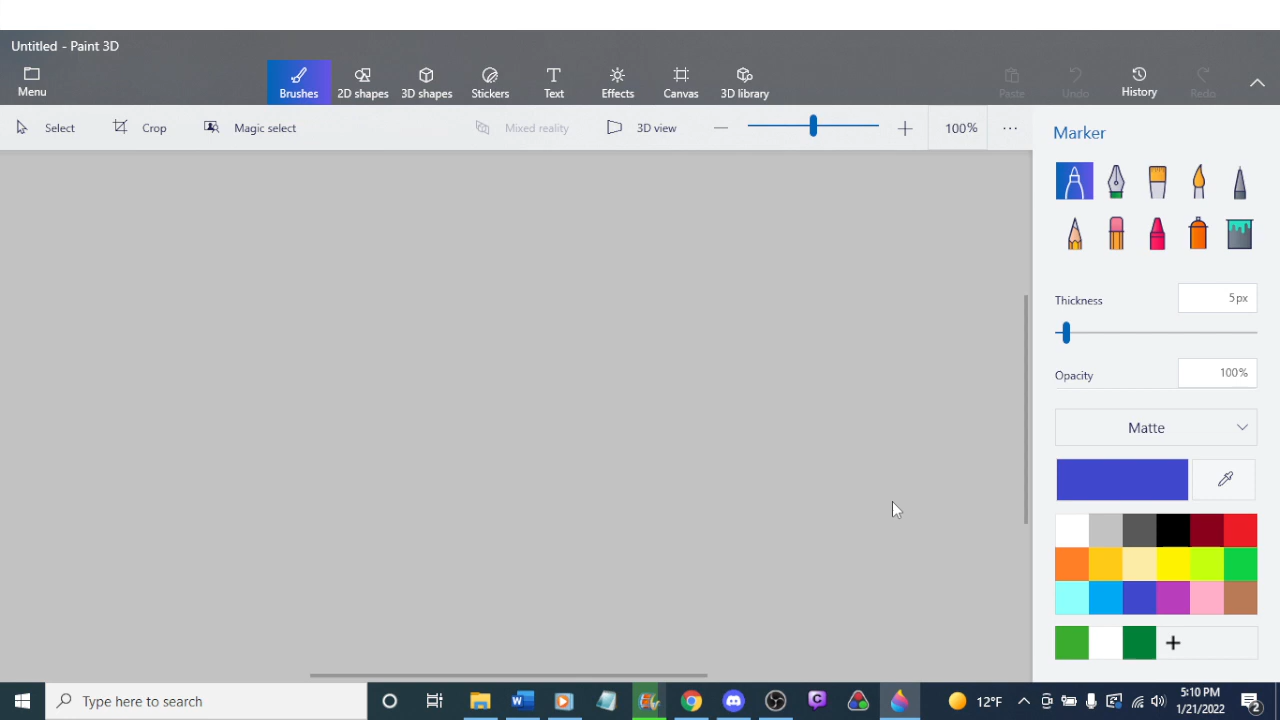 Untitled - Paint 3D
Menu
Brushes 2D shapes 3D shapes Stickers Text Effects Canvas 3D library Paste Undo History Redo
Select Crop Magic select Mixed reality 3D view 100%
Marker
Thickness 5px
Opacity 100%
Matte
Type here to search
12°F
5:10 PM
1/21/2022
2